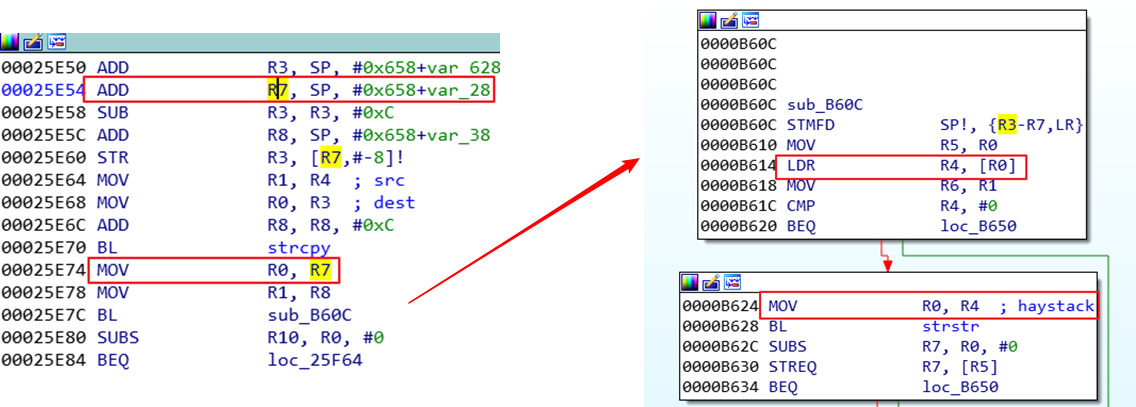 00025E50 ADD R3, SP, #0x658+var_628
00025E54 ADD R7, SP, #0x658+var_28
00025E58 SUB R3, R3, #0xC
00025E5C ADD R8, SP, #0x658+var_38
00025E60 STR R3, [R7,#-8]!
00025E64 MOV R1, R4 ; src
00025E68 MOV R0, R3 ; dest
00025E6C ADD R8, R8, #0xC
00025E70 BL strcpy
00025E74 MOV R0, R7
00025E78 MOV R1, R8
00025E7C BL sub_B60C
00025E80 SUBS R10, R0, #0
00025E84 BEQ loc_25F64
0000B60C
0000B60C
0000B60C
0000B60C sub_B60C
0000B60C STMFD SP!, {R3-R7,LR}
0000B610 MOV R5, R0
0000B614 LDR R4, [R0]
0000B618 MOV R6, R1
0000B61C CMP R4, #0
0000B620 BEQ loc_B650
0000B624 MOV R0, R4 ; haystack
0000B628 BL strstr
0000B62C SUBS R7, R0, #0
0000B630 STREQ R7, [R5]
0000B634 BEQ loc_B650